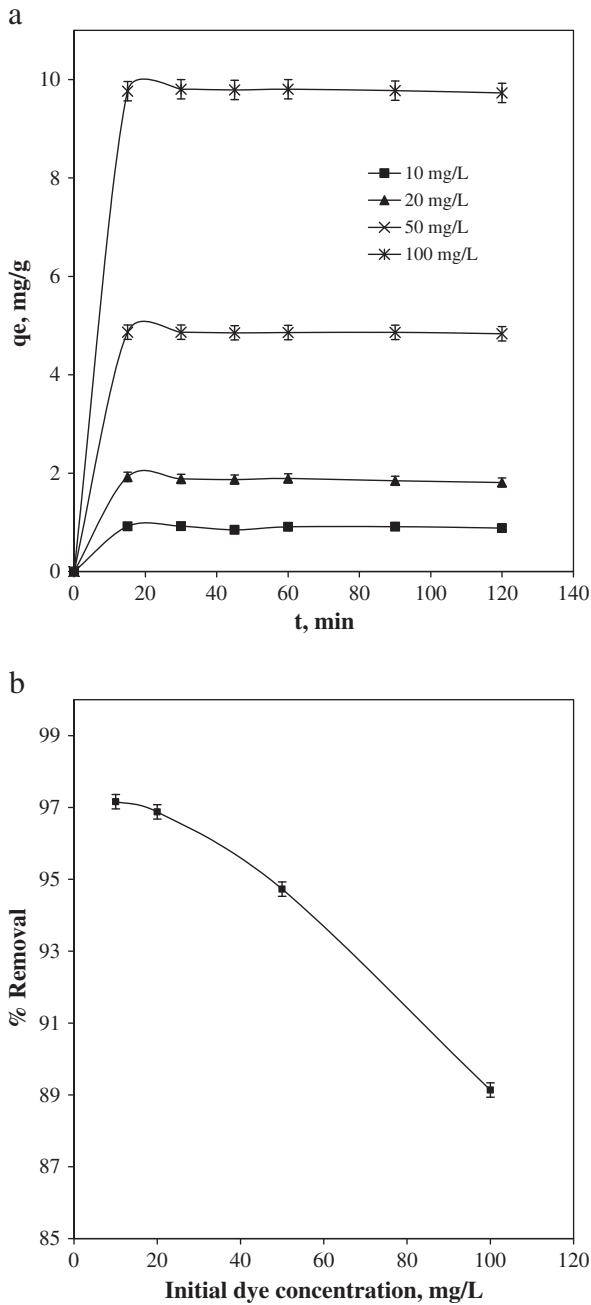 a
10
8
6
4
2
0
qe, mg/g
10 mg/L
20 mg/L
50 mg/L
100 mg/L
0 20 40 60 80 100 120 140
t, min
b
99
97
95
93
91
89
87
85
% Removal
0 20 40 60 80 100 120
Initial dye concentration, mg/L